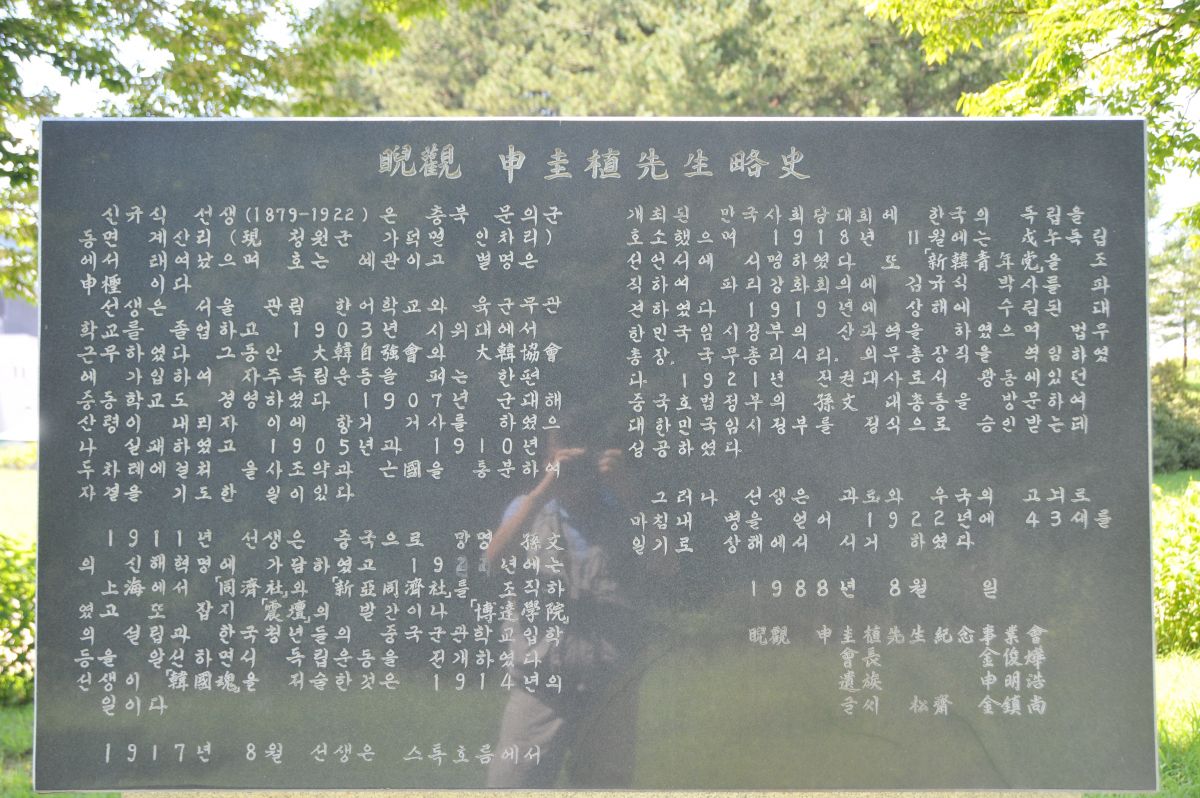 睨觀 申圭植先生略史
신규식 선생(1879-1922)은 충북 문의군
동면 계산리 (現 청원군 가덕면 인차리)
에서 태여났으며 호는 예관이고 별명은
申檉 이다
선생은 서울 관립 한어학교와 육군무관
학교를 졸업하고 1903년 시위대에서
근무하였다 그동안 大韓自強會와 大韓協會
에 가입하여 자주독립운동을 펴는 한편
중동학교도 경영하였다 1907년 군대해
산령이 내리자 이에 항거 거사를 하였으
나 실패하였고 1905년과 1910년
두차례에걸쳐 을사조약과 亡國을 통분하여
자결을 기도한 일이있다
1911년 선생은 중국으로 망명 孫文
의 신해혁명에 가담하였고 1922년에는
上海에서 「同濟社」와 「新亞同濟社」를 조직하
였고 또 잡지 「震壇」의 발간이나 「博達學院」
의 설립과 한국청년들의 중국군관학교입학
등을 알선하면서 독립운동을 전개하였다
선생이 「韓國魂」을 저술한것은 1914년의
일이다
1917년 8월 선생은 스톡호름에서
개최된 만국사회당대회에 한국의 독립을
호소했으며 1918년 11월에는 戊午독립
선언서에 서명하였다 또 「新韓青年党」을 조
직하여 파리강화회의에 김규식 박사를 파
견하였다 1919년에 상해에 수립된 대
한민국임시정부의 산파역을 하였으며 법무
총장. 국무총리서리. 외무총장직을 역임하였
다. 1921년 전권대사로서 광동에있던
중국호법정부의 孫文 대총통을 방문하여
대한민국임시정부를 정식으로 승인받는데
성공하였다
그러나 선생은 과로와 우국의 고뇌로
마침내 병을 얻어 1922년에 43세를
일기로 상해에서 서거 하였다
1988년 8월 일
睨觀 申圭植先生紀念事業會
會長 金俊燁
遺族 申明浩
글씨 松齋 金鎮尚